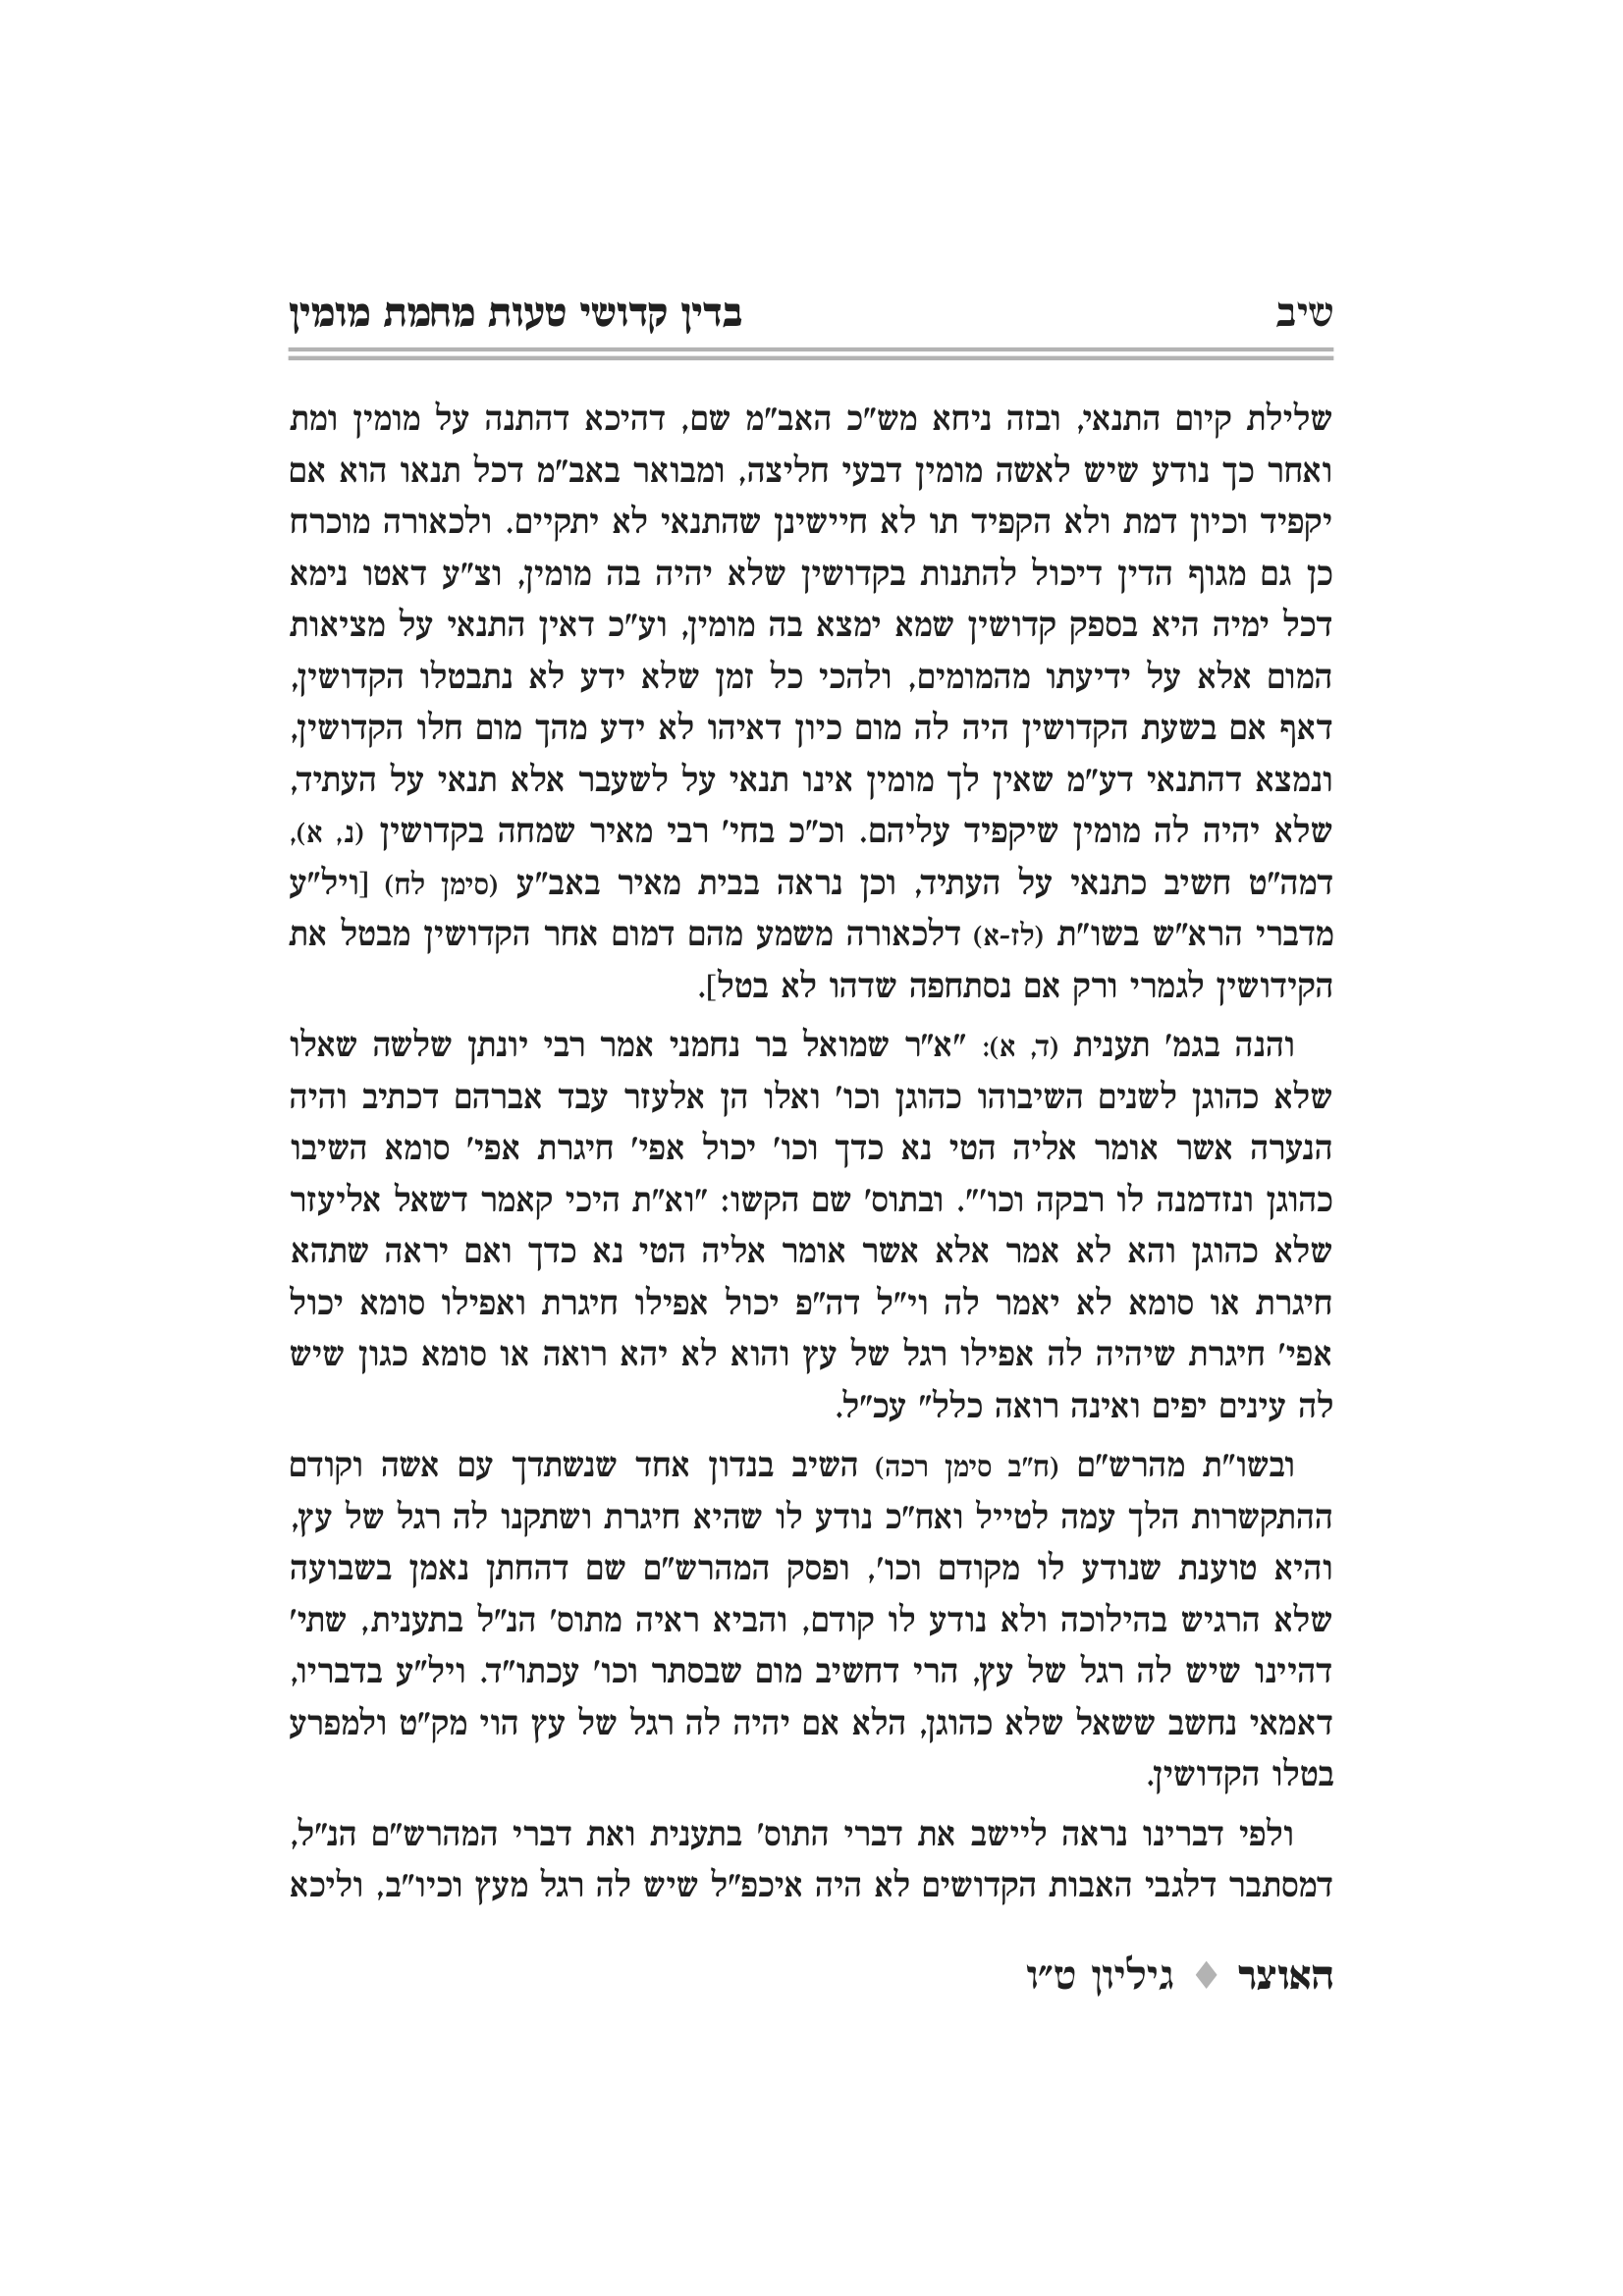 שיב בדין קדושי טעות מחמת מומין
שלילת קיום התנאי, ובזה ניחא מש"כ האב"מ שם, דהיכא דהתנה על מומין ומת
ואחר כך נודע שיש לאשה מומין דבעי חליצה, ומבואר באב"מ דכל תנאו הוא אם
יקפיד וכיון דמת ולא הקפיד תו לא חיישינן שהתנאי לא יתקיים. ולכאורה מוכרח
כן גם מגוף הדין דיכול להתנות בקדושין שלא יהיה בה מומין, וצ"ע דאטו נימא
דכל ימיה היא בספק קדושין שמא ימצא בה מומין, וע"כ דאין התנאי על מציאות
המום אלא על ידיעתו מהמומים, ולהכי כל זמן שלא ידע לא נתבטלו הקדושין,
דאף אם בשעת הקדושין היה לה מום כיון דאיהו לא ידע מהך מום חלו הקדושין,
ונמצא דהתנאי דע"מ שאין לך מומין אינו תנאי על לשעבר אלא תנאי על העתיד,
שלא יהיה לה מומין שיקפיד עליהם. וכ"כ בחי' רבי מאיר שמחה בקדושין (נ, א),
דמה"ט חשיב כתנאי על העתיד, וכן נראה בבית מאיר באב"ע (סימן לח) [ויל"ע
מדברי הרא"ש בשו"ת (לז-א) דלכאורה משמע מהם דמום אחר הקדושין מבטל את
הקידושין לגמרי ורק אם נסתחפה שדהו לא בטל].
והנה בגמ' תענית (ד, א): "א"ר שמואל בר נחמני אמר רבי יונתן שלשה שאלו
שלא כהוגן לשנים השיבוהו כהוגן וכו' ואלו הן אלעזר עבד אברהם דכתיב והיה
הנערה אשר אומר אליה הטי נא כדך וכו' יכול אפי' חיגרת אפי' סומא השיבו
כהוגן ונזדמנה לו רבקה וכו'". ובתוס' שם הקשו: "וא"ת היכי קאמר דשאל אליעזר
שלא כהוגן והא לא אמר אלא אשר אומר אליה הטי נא כדך ואם יראה שתהא
חיגרת או סומא לא יאמר לה וי"ל דה"פ יכול אפילו חיגרת ואפילו סומא יכול
אפי' חיגרת שיהיה לה אפילו רגל של עץ והוא לא יהא רואה או סומא כגון שיש
לה עינים יפים ואינה רואה כלל" עכ"ל.
ובשו"ת מהרש"ם (ח"ב סימן רכה) השיב בנדון אחד שנשתדך עם אשה וקודם
ההתקשרות הלך עמה לטייל ואח"כ נודע לו שהיא חיגרת ושתקנו לה רגל של עץ,
והיא טוענת שנודע לו מקודם וכו', ופסק המהרש"ם שם דהחתן נאמן בשבועה
שלא הרגיש בהילוכה ולא נודע לו קודם, והביא ראיה מתוס' הנ"ל בתענית, שתי'
דהיינו שיש לה רגל של עץ, הרי דחשיב מום שבסתר וכו' עכתו"ד. ויל"ע בדבריו,
דאמאי נחשב ששאל שלא כהוגן, הלא אם יהיה לה רגל של עץ הוי מק"ט ולמפרע
בטלו הקדושין.
ולפי דברינו נראה ליישב את דברי התוס' בתענית ואת דברי המהרש"ם הנ"ל,
דמסתבר דלגבי האבות הקדושים לא היה איכפ"ל שיש לה רגל מעץ וכיו"ב, וליכא
האוצר ♦ גיליון ט"ו